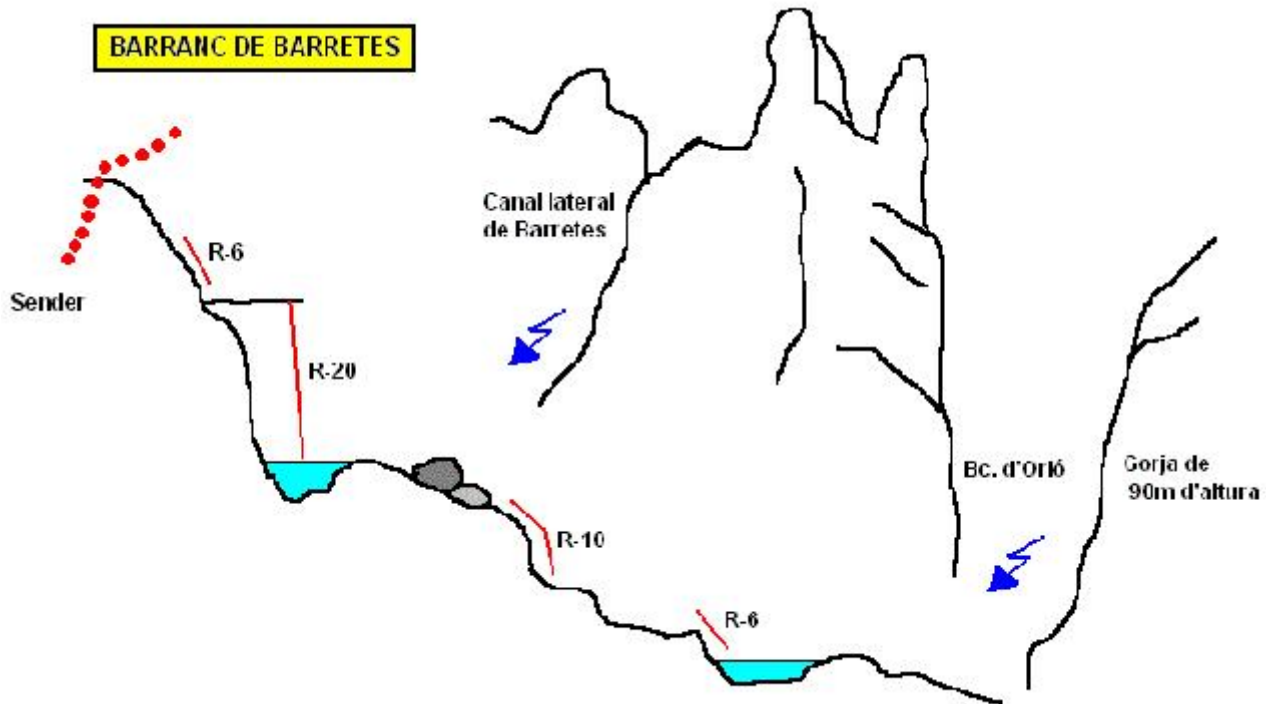 BARRANC DE BARRETES
Canal lateral
de Barretes
R-6
Sender
R-20
Bc. d'Orló
Gorja de
90m d'altura
R-10
R-6